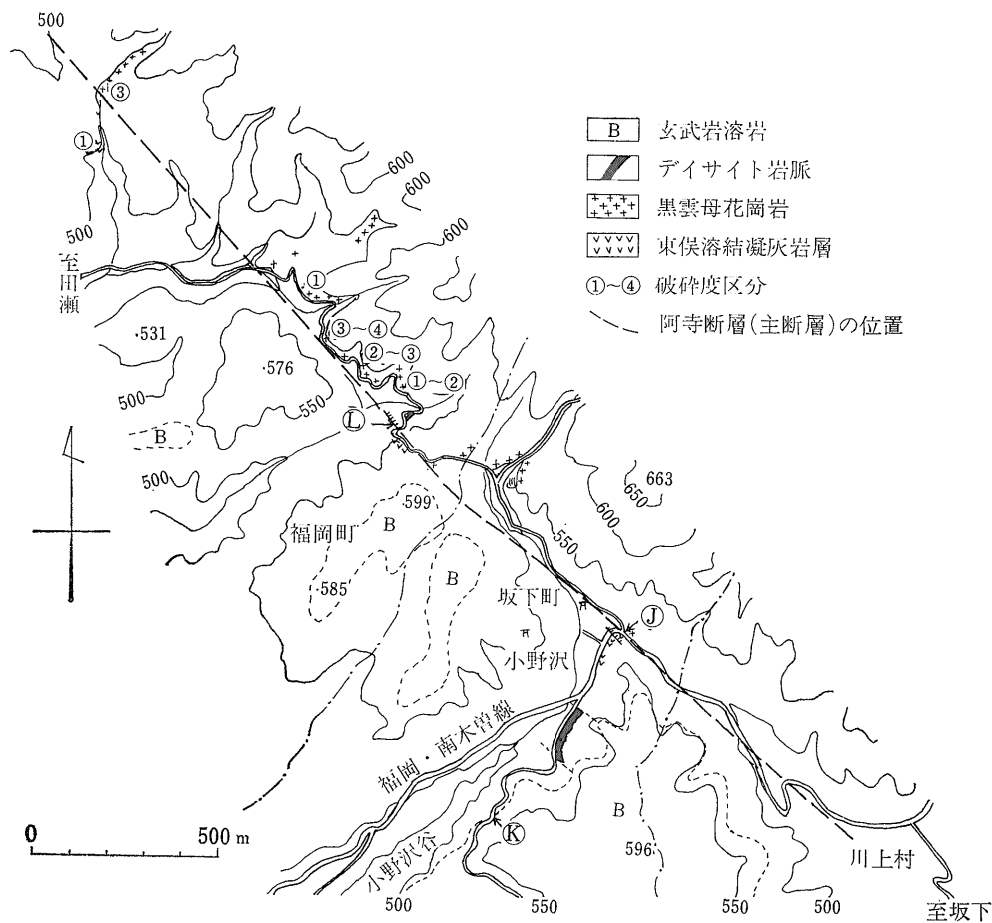 500
③
①
500
至田瀬
600
600
600
①
③～④
②～③
①～②
・531
・576
500
550
B
500
Ⓛ
B 玄武岩溶岩
デイサイト岩脈
黒雲母花崗岩
東俣溶結凝灰岩層
①～④ 破砕度区分
阿寺断層(主断層)の位置
663
650
600
550
599
福岡町
B
B
・585
坂下町
小野沢
Ⓙ
福岡・南木曽線
小野沢谷
Ⓚ
B
596
川上村
0 500 m
500
550
550
500
至坂下